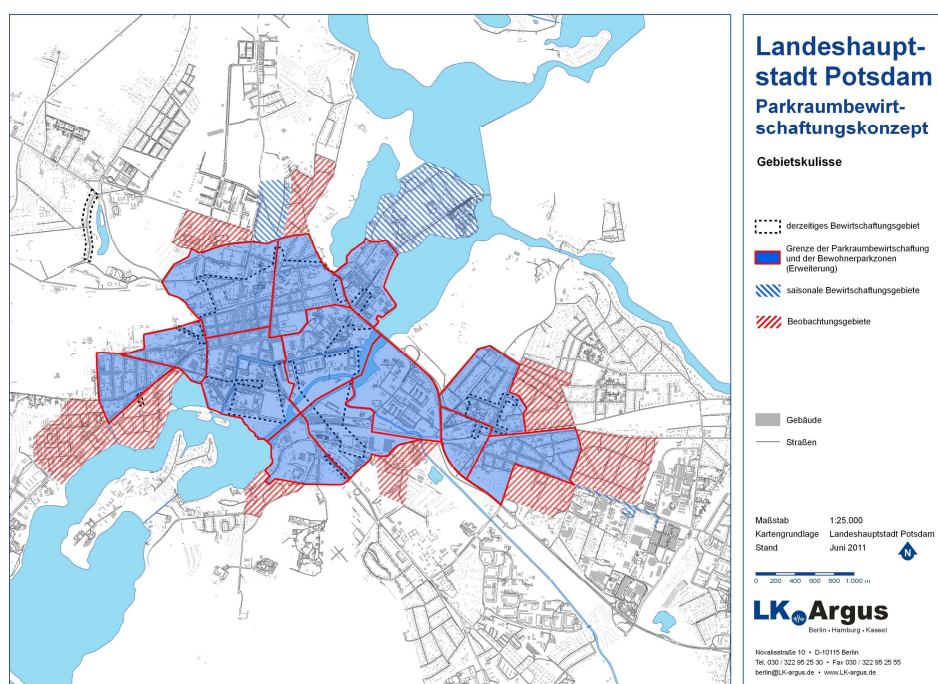 Landeshaupt-
stadt Potsdam
Parkraumbewirt-
schaftungskonzept
Gebietskulisse
derzeitiges Bewirtschaftungsgebiet
Grenze der Parkraumbewirtschaftung
und der Bewohnerparkzonen
(Erweiterung)
saisonale Bewirtschaftungsgebiete
Beobachtungsgebiete
Gebäude
Straßen
Maßstab 1:25.000
Kartengrundlage Landeshauptstadt Potsdam
Stand Juni 2011
N
0 200 400 600 800 1.000 m
LK Argus
Berlin • Hamburg • Kassel
Novalisstraße 10 • D-10115 Berlin
Tel. 030 / 322 95 25 30 • Fax 030 / 322 95 25 55
berlin@LK-argus.de • www.LK-argus.de